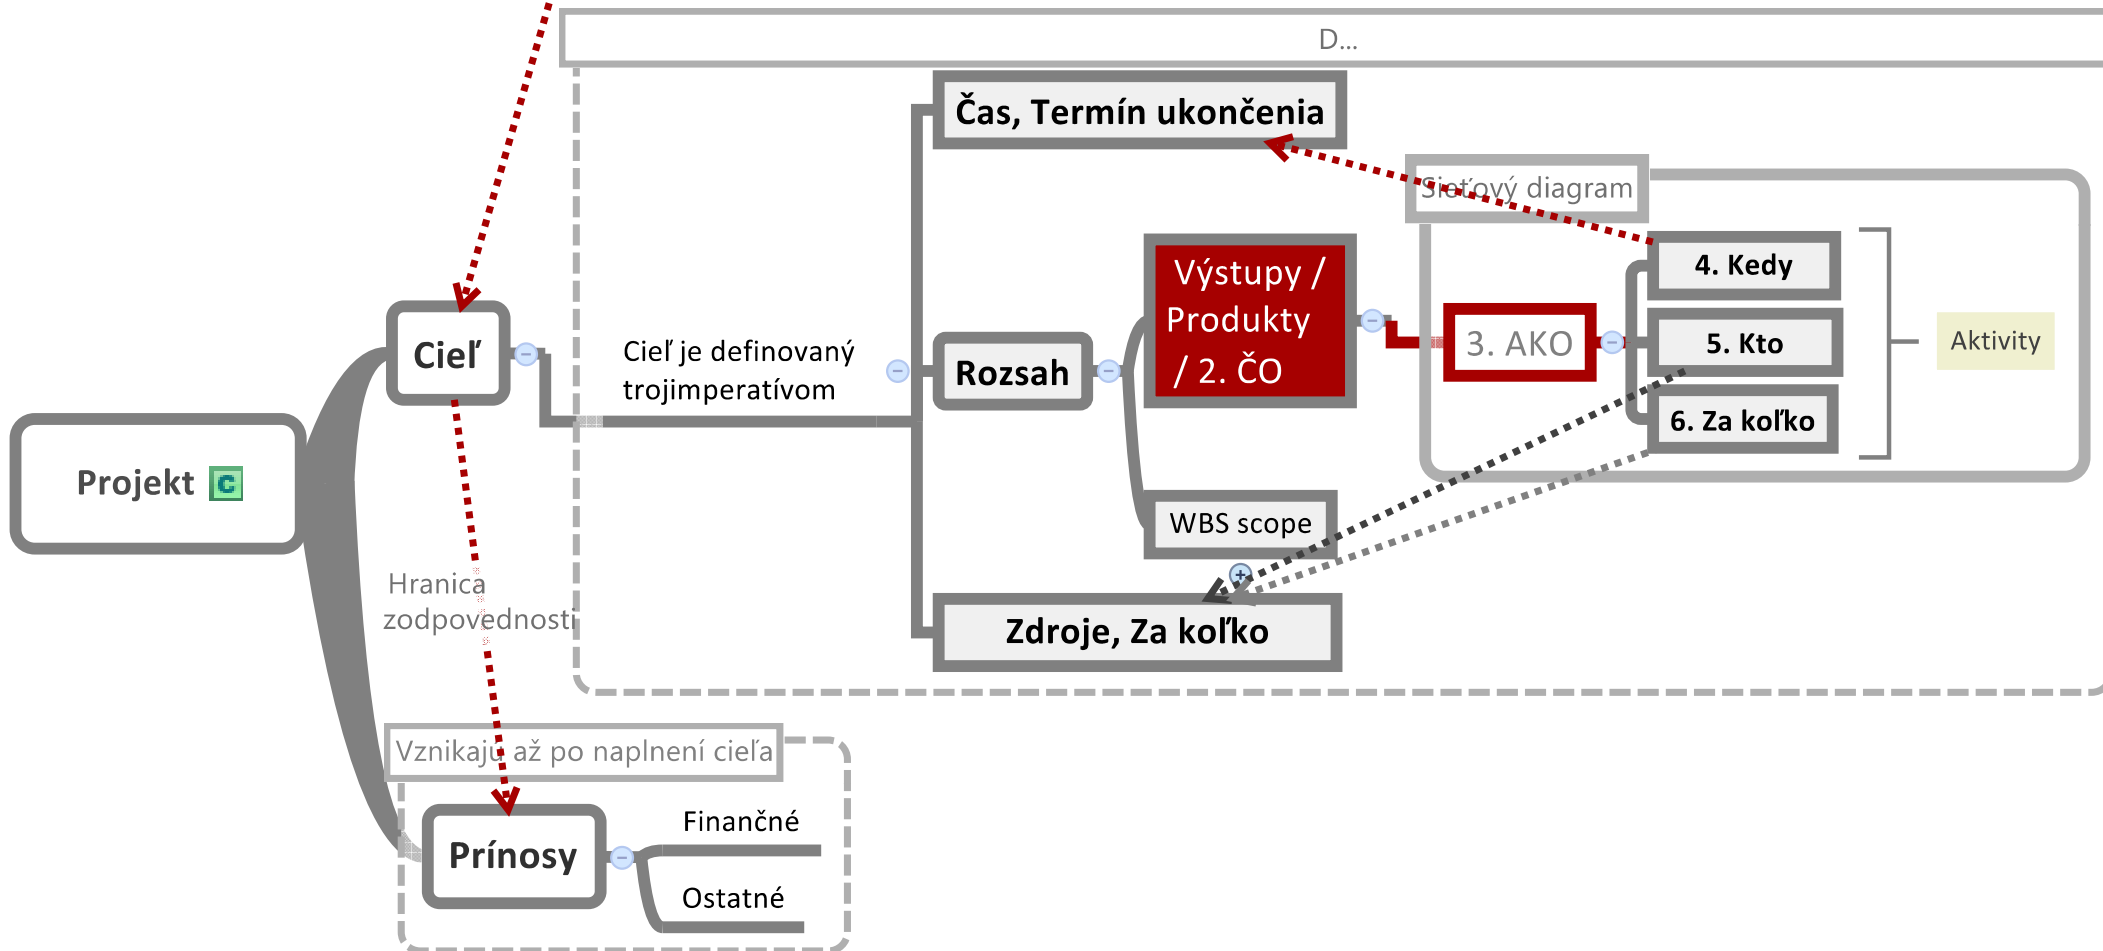 D...
Čas, Termín ukončenia
Sieťový diagram
Výstupy /
Produkty
/ 2. ČO
4. Kedy
3. AKO
5. Kto
Aktivity
6. Za koľko
Cieľ
Cieľ je definovaný
trojimperatívom
Rozsah
Projekt C
WBS scope
Hranica
zodpovednosti
Zdroje, Za koľko
Vznikajú až po naplnení cieľa
Prínosy
Finančné
Ostatné